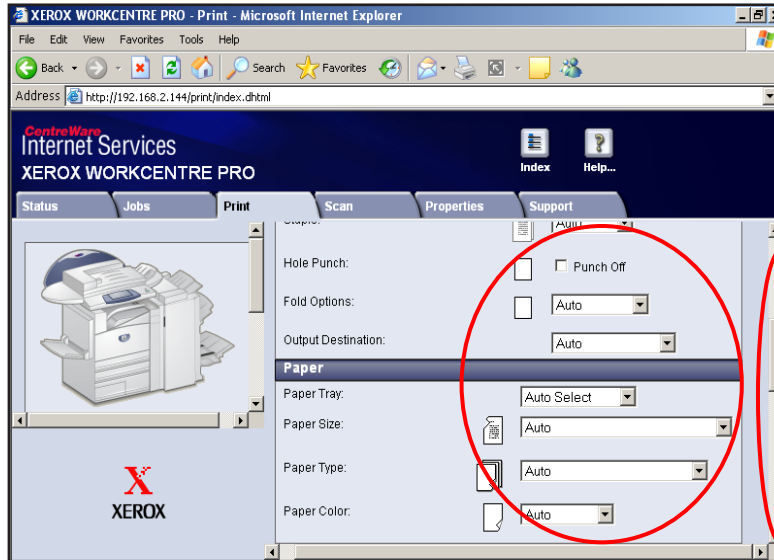 XEROX WORKCENTRE PRO - Print - Microsoft Internet Explorer
File Edit View Favorites Tools Help
Back Search Favorites
Address http://192.168.2.144/print/index.dhtml
CentreWare
Internet Services
XEROX WORKCENTRE PRO
Index Help...
Status Jobs Print Scan Properties Support
Staple: Auto
Hole Punch: Punch Off
Fold Options: Auto
Output Destination: Auto
Paper
Paper Tray: Auto Select
Paper Size: Auto
Paper Type: Auto
Paper Color: Auto
X
XEROX